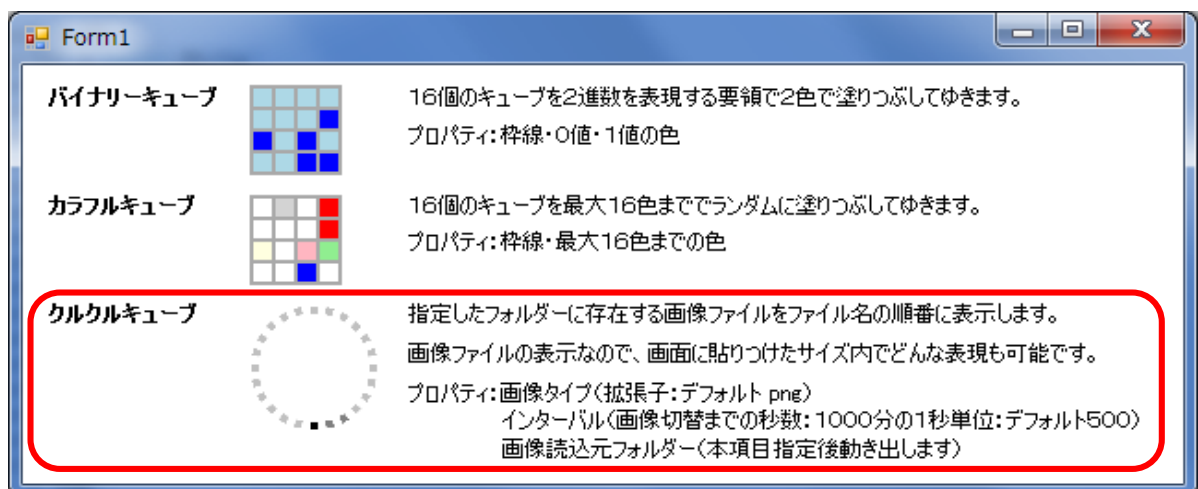 Form1
バイナリーキューブ
16個のキューブを2進数を表現する要領で2色で塗りつぶしてゆきます。
プロパティ:枠線・0値・1値の色
カラフルキューブ
16個のキューブを最大16色まででランダムに塗りつぶしてゆきます。
プロパティ:枠線・最大16色までの色
クルクルキューブ
指定したフォルダーに存在する画像ファイルをファイル名の順番に表示します。
画像ファイルの表示なので、画面に貼りつけたサイズ内でどんな表現も可能です。
プロパティ:画像タイプ(拡張子:デフォルト png)
インターバル(画像切替までの秒数:1000分の1秒単位:デフォルト500)
画像読込元フォルダー(本項目指定後動き出します)